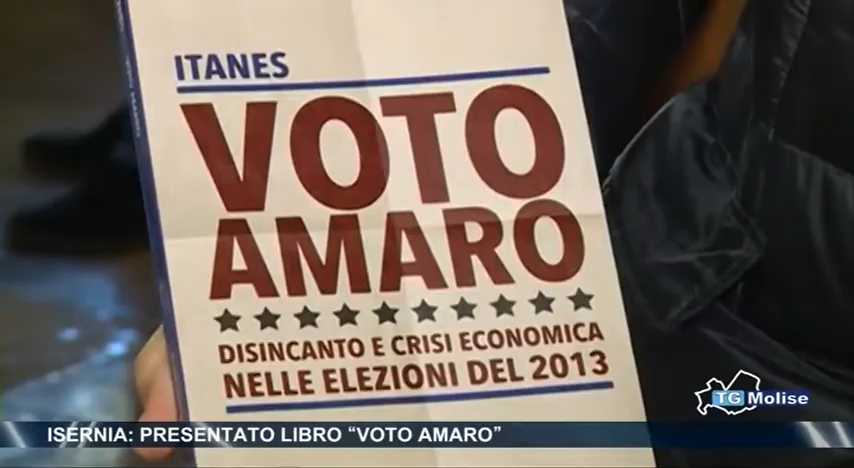 ITANES
VOTO
AMARO
DISINCANTO E CRISI ECONOMICA
NELLE ELEZIONI DEL 2013
TG Molise
ISERNIA: PRESENTATO LIBRO “VOTO AMARO”